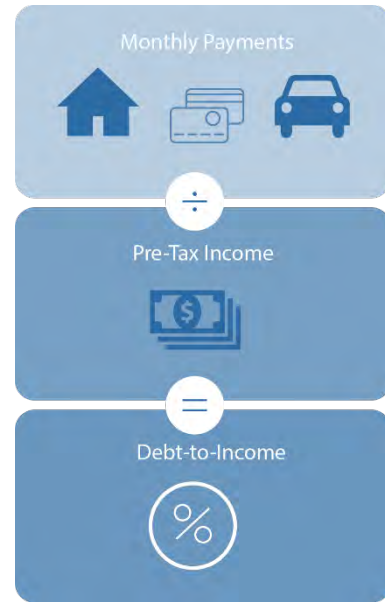 Monthly Payments
÷
Pre-Tax Income
$
=
Debt-to-Income
%